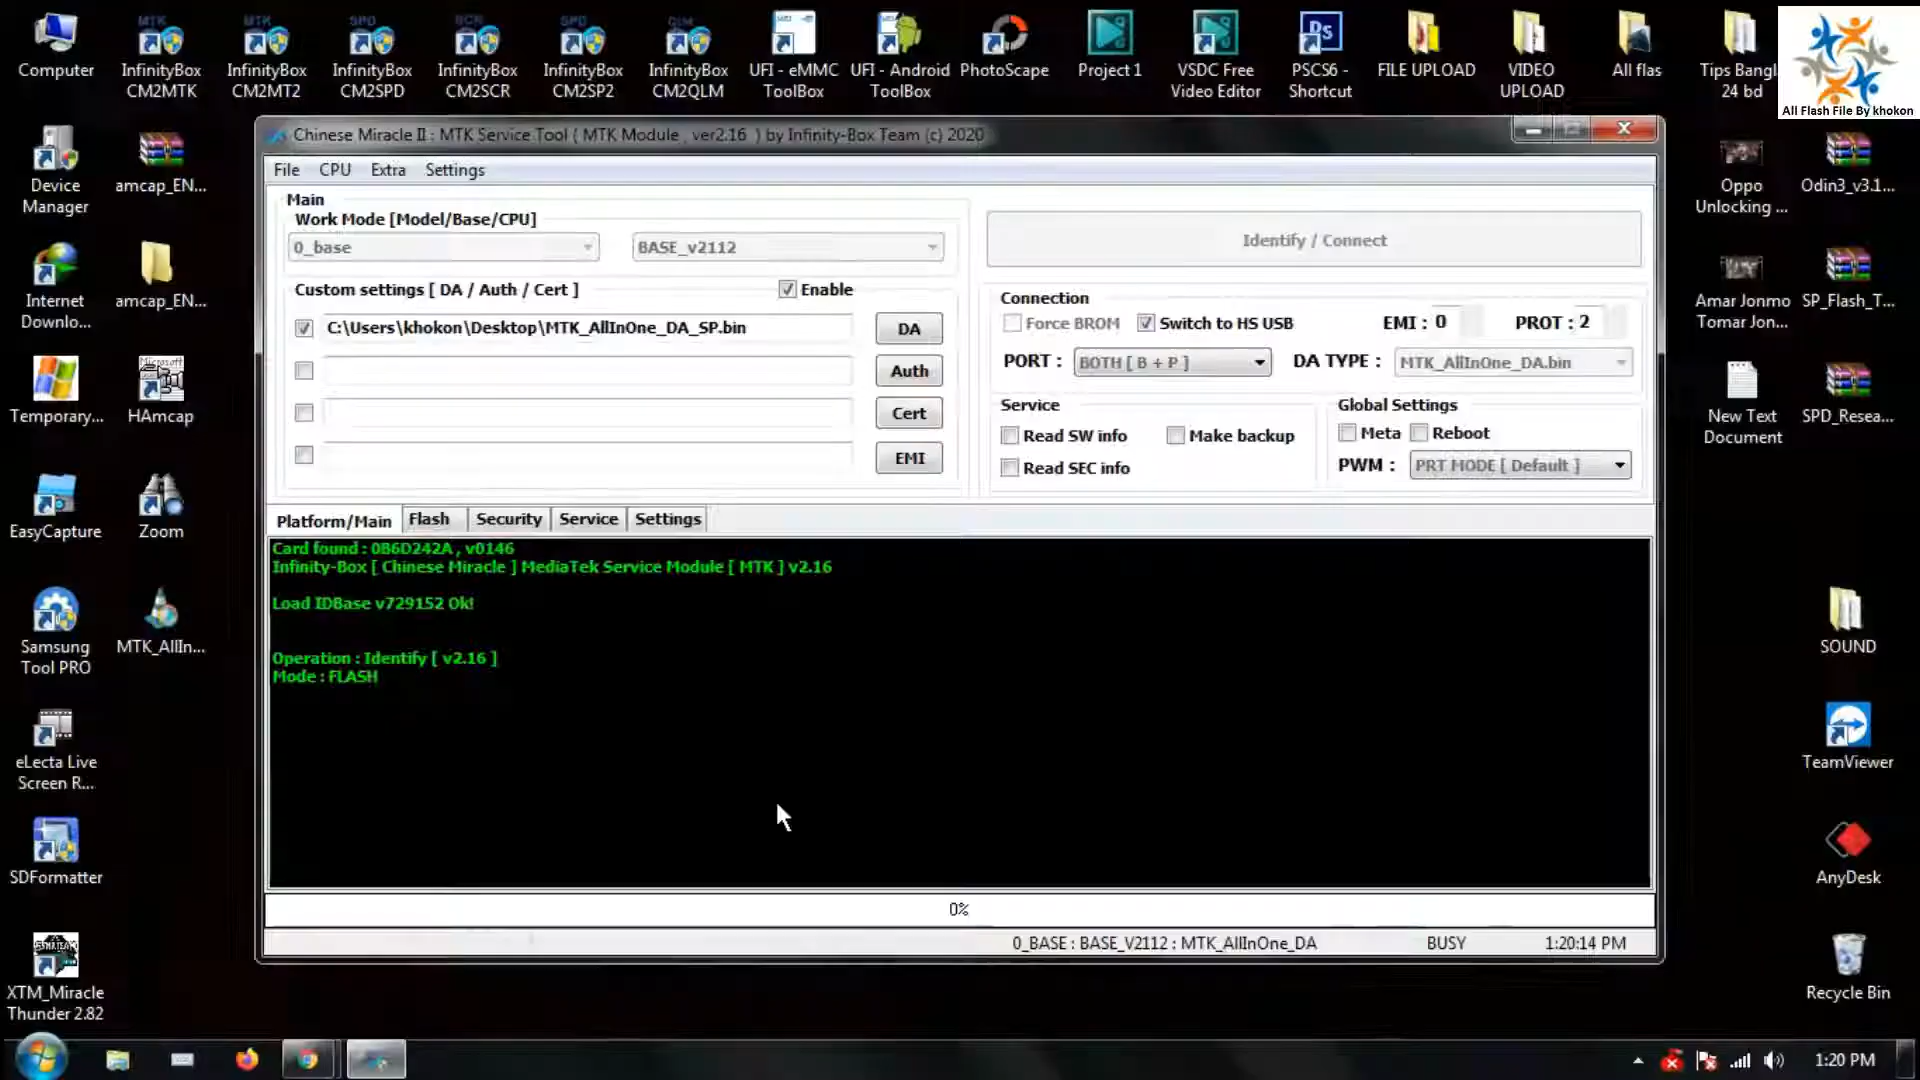 Computer
InfinityBox
CM2MTK
InfinityBox
CM2MT2
InfinityBox
CM2SPD
InfinityBox
CM2SCR
InfinityBox
CM2SP2
InfinityBox
CM2QLM
UFI - eMMC
ToolBox
UFI - Android
ToolBox
PhotoScape
Project 1
VSDC Free
Video Editor
PSCS6 -
Shortcut
FILE UPLOAD
VIDEO
UPLOAD
All flas
Tips Bangl
24 bd
All Flash File By khokon
Device
Manager
amcap_EN...
Internet
Downlo...
amcap_EN...
Temporary...
HAmcap
EasyCapture
Zoom
Samsung
Tool PRO
MTK_AllIn...
eLecta Live
Screen R...
SDFormatter
XTM_Miracle
Thunder 2.82
Chinese Miracle II : MTK Service Tool ( MTK Module , ver2.16 ) by Infinity-Box Team (c) 2020
File CPU Extra Settings
Main
Work Mode [Model/Base/CPU]
0_base BASE_v2112
Custom settings [ DA / Auth / Cert ] Enable
C:\Users\khokon\Desktop\MTK_AllInOne_DA_SP.bin DA
Auth
Cert
EMI
Identify / Connect
Connection
Force BROM Switch to HS USB EMI : 0 PROT : 2
PORT : BOTH [ B + P ] DA TYPE : MTK_AllInOne_DA.bin
Service
Read SW info Make backup
Read SEC info
Global Settings
Meta Reboot
PWM : PRT MODE [ Default ]
Platform/Main Flash Security Service Settings
Card found : 0B6D242A , v0146
Infinity-Box [ Chinese Miracle ] MediaTek Service Module [ MTK ] v2.16
Load IDBase v729152 Ok!
Operation : Identify [ v2.16 ]
Mode : FLASH
0%
0_BASE : BASE_V2112 : MTK_AllInOne_DA BUSY 1:20:14 PM
Oppo
Unlocking ...
Odin3_v3.1...
Amar Jonmo
Tomar Jon...
SP_Flash_T...
New Text
Document
SPD_Resea...
SOUND
TeamViewer
AnyDesk
Recycle Bin
1:20 PM